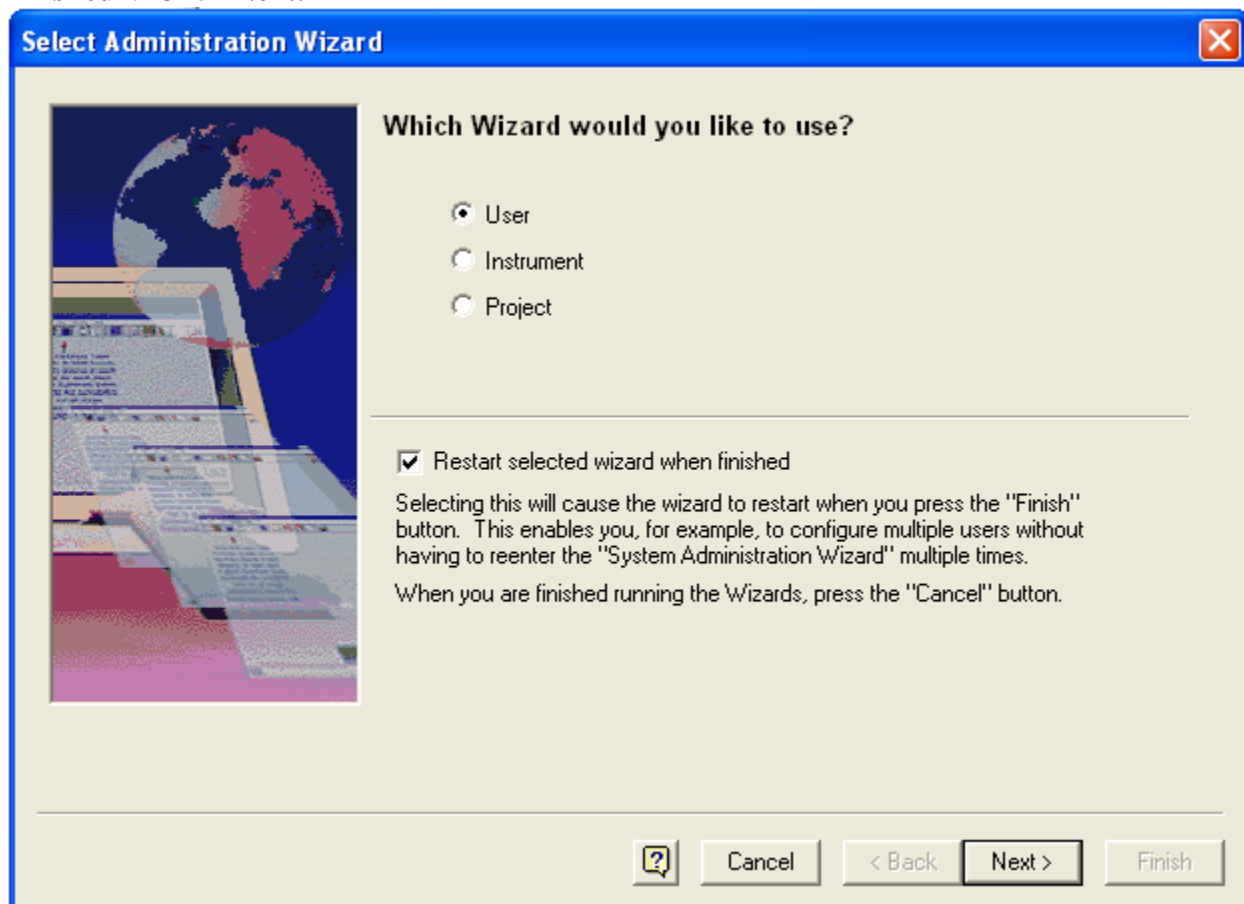 Select Administration Wizard
Which Wizard would you like to use?
User
Instrument
Project
Restart selected wizard when finished
Selecting this will cause the wizard to restart when you press the "Finish"
button. This enables you, for example, to configure multiple users without
having to reenter the "System Administration Wizard" multiple times.
When you are finished running the Wizards, press the "Cancel" button.
? Cancel < Back Next > Finish